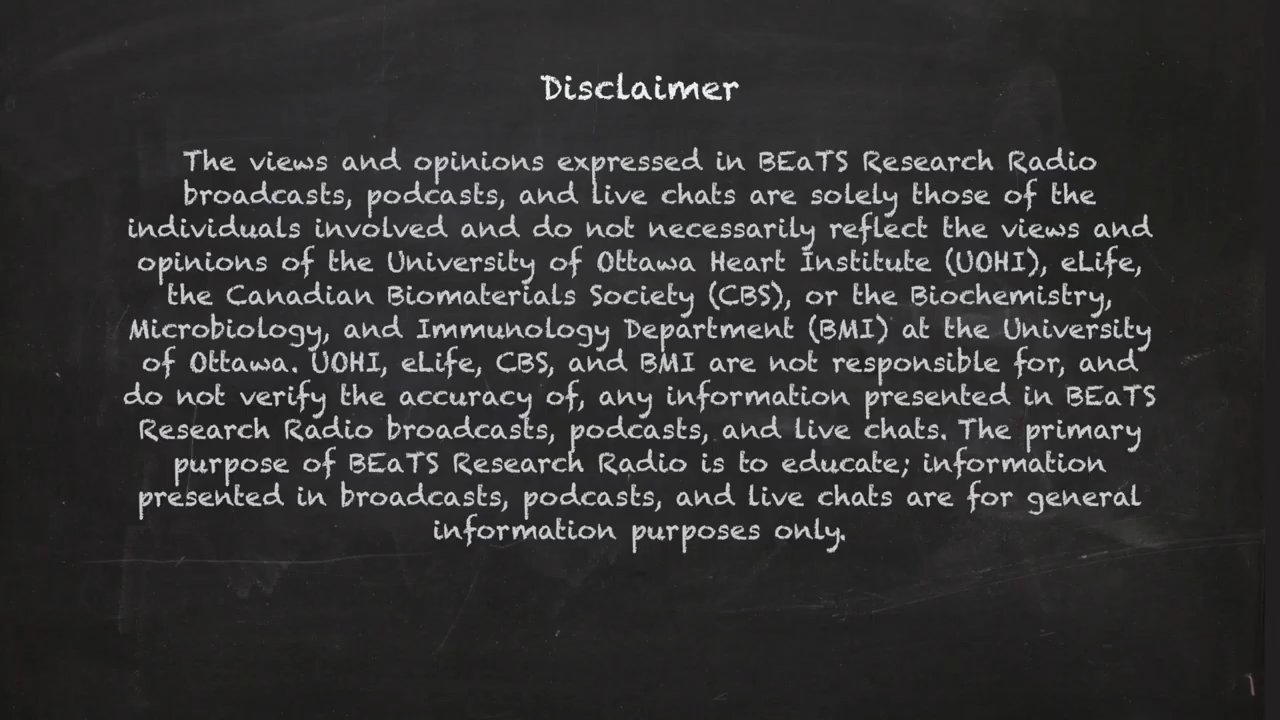 Disclaimer
The views and opinions expressed in BEaTS Research Radio
broadcasts, podcasts, and live chats are solely those of the
individuals involved and do not necessarily reflect the views and
opinions of the University of Ottawa Heart Institute (UOHI), eLife,
the Canadian Biomaterials Society (CBS), or the Biochemistry,
Microbiology, and Immunology Department (BMI) at the University
of Ottawa. UOHI, eLife, CBS, and BMI are not responsible for, and
do not verify the accuracy of, any information presented in BEaTS
Research Radio broadcasts, podcasts, and live chats. The primary
purpose of BEaTS Research Radio is to educate; information
presented in broadcasts, podcasts, and live chats are for general
information purposes only.